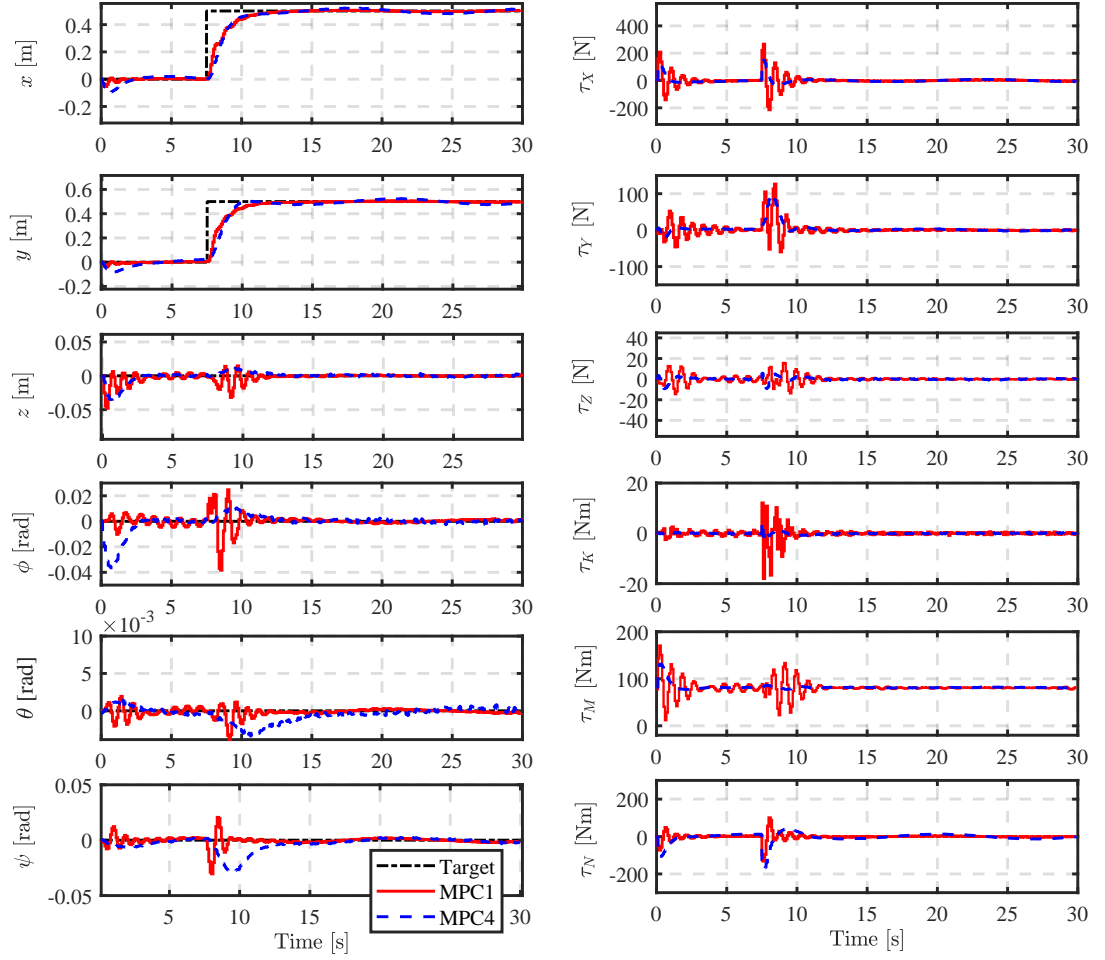 0.4
0.2
0
-0.2
x [m]
0 5 10 15 20 25 30
400
200
0
-200
τ_X [N]
0 5 10 15 20 25 30
0.6
0.4
0.2
0
-0.2
y [m]
0 5 10 15 20 25 30
100
0
-100
τ_Y [N]
0 5 10 15 20 25 30
0.05
0
-0.05
z [m]
0 5 10 15 20 25 30
40
20
0
-20
-40
τ_Z [N]
0 5 10 15 20 25 30
0.02
0
-0.02
-0.04
ϕ [rad]
0 5 10 15 20 25 30
20
0
-20
τ_K [Nm]
0 5 10 15 20 25 30
×10^-3
10
5
0
θ [rad]
0 5 10 15 20 25 30
200
100
0
τ_M [Nm]
0 5 10 15 20 25 30
0.05
0
-0.05
ψ [rad]
5 10 15 20 25 30
Time [s]
Target
MPC1
MPC4
200
0
-200
τ_N [Nm]
0 5 10 15 20 25 30
Time [s]